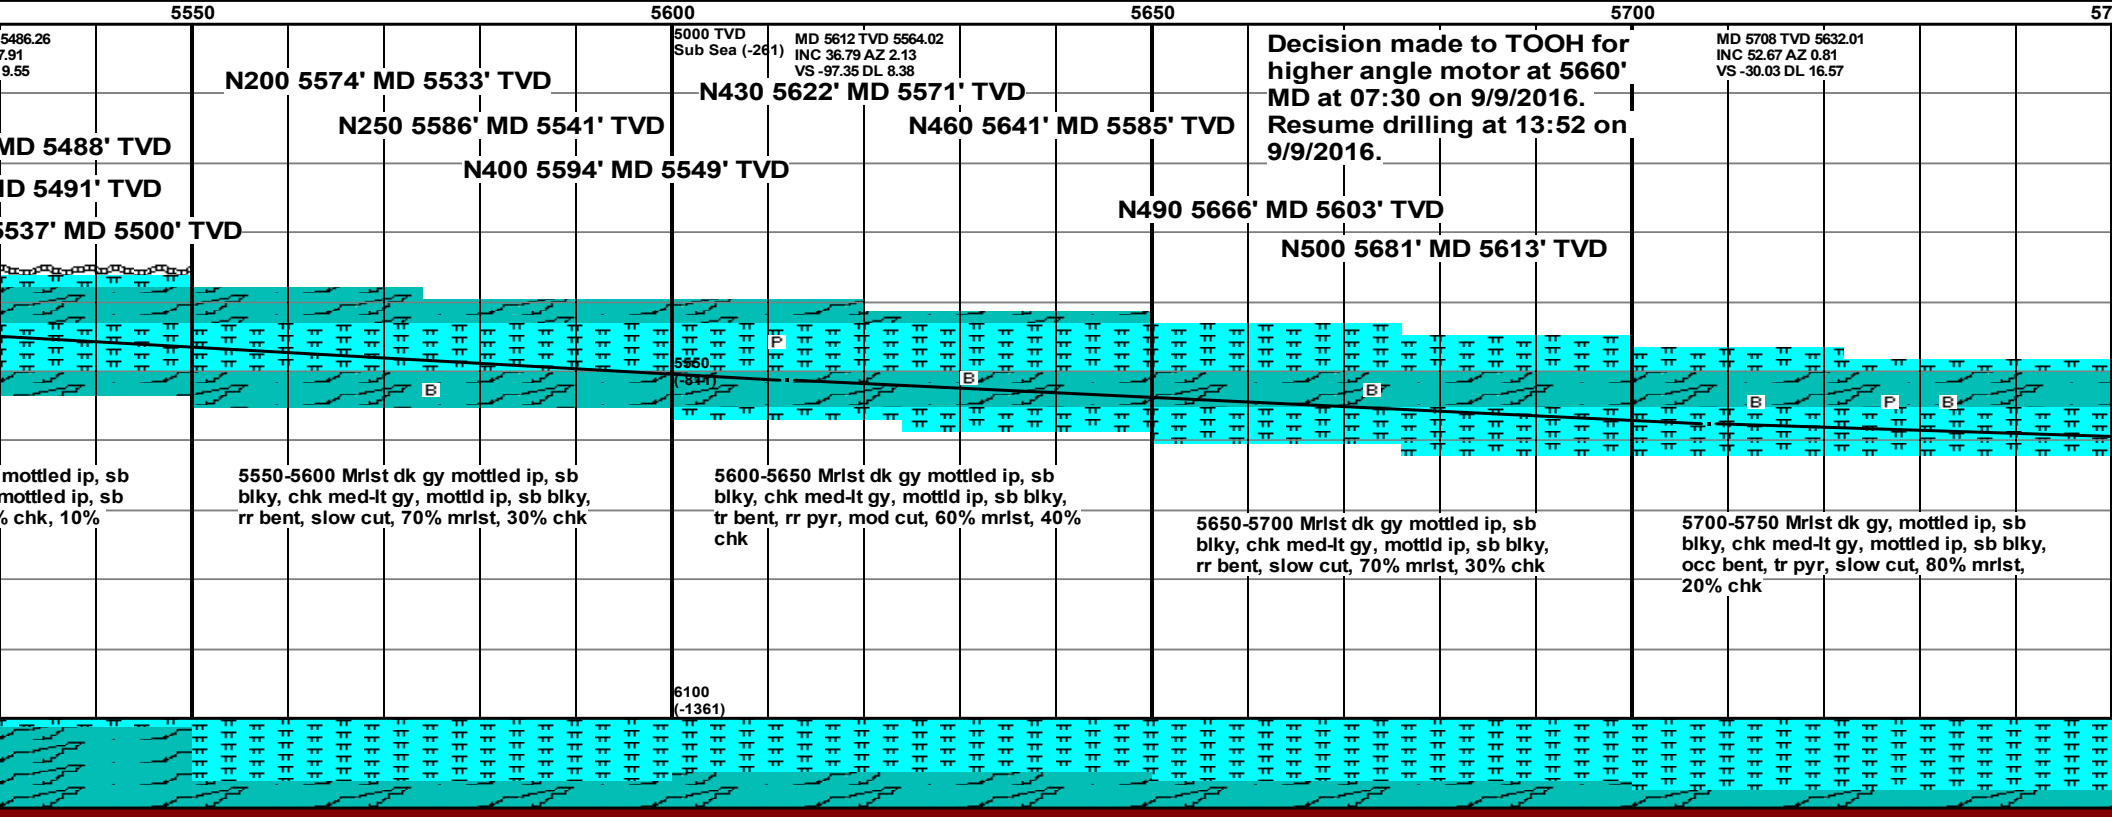 5550 5600 5650 5700 57
5486.26
7.91
9.55
MD 5488' TVD
ID 5491' TVD
5537' MD 5500' TVD
N200 5574' MD 5533' TVD
N250 5586' MD 5541' TVD
N400 5594' MD 5549' TVD
5000 TVD
Sub Sea (-261)
MD 5612 TVD 5564.02
INC 36.79 AZ 2.13
VS -97.35 DL 8.38
N430 5622' MD 5571' TVD
N460 5641' MD 5585' TVD
N490 5666' MD 5603' TVD
N500 5681' MD 5613' TVD
Decision made to TOOH for
higher angle motor at 5660'
MD at 07:30 on 9/9/2016.
Resume drilling at 13:52 on
9/9/2016.
MD 5708 TVD 5632.01
INC 52.67 AZ 0.81
VS -30.03 DL 16.57
P
5550
(-811)
B
B
B
B
P
B
mottled ip, sb
mottled ip, sb
% chk, 10%
5550-5600 Mrlst dk gy mottled ip, sb
blky, chk med-lt gy, mottld ip, sb blky,
rr bent, slow cut, 70% mrlst, 30% chk
5600-5650 Mrlst dk gy mottled ip, sb
blky, chk med-lt gy, mottld ip, sb blky,
tr bent, rr pyr, mod cut, 60% mrlst, 40%
chk
5650-5700 Mrlst dk gy mottled ip, sb
blky, chk med-lt gy, mottld ip, sb blky,
rr bent, slow cut, 70% mrlst, 30% chk
5700-5750 Mrlst dk gy, mottled ip, sb
blky, chk med-lt gy, mottled ip, sb blky,
occ bent, tr pyr, slow cut, 80% mrlst,
20% chk
6100
(-1361)